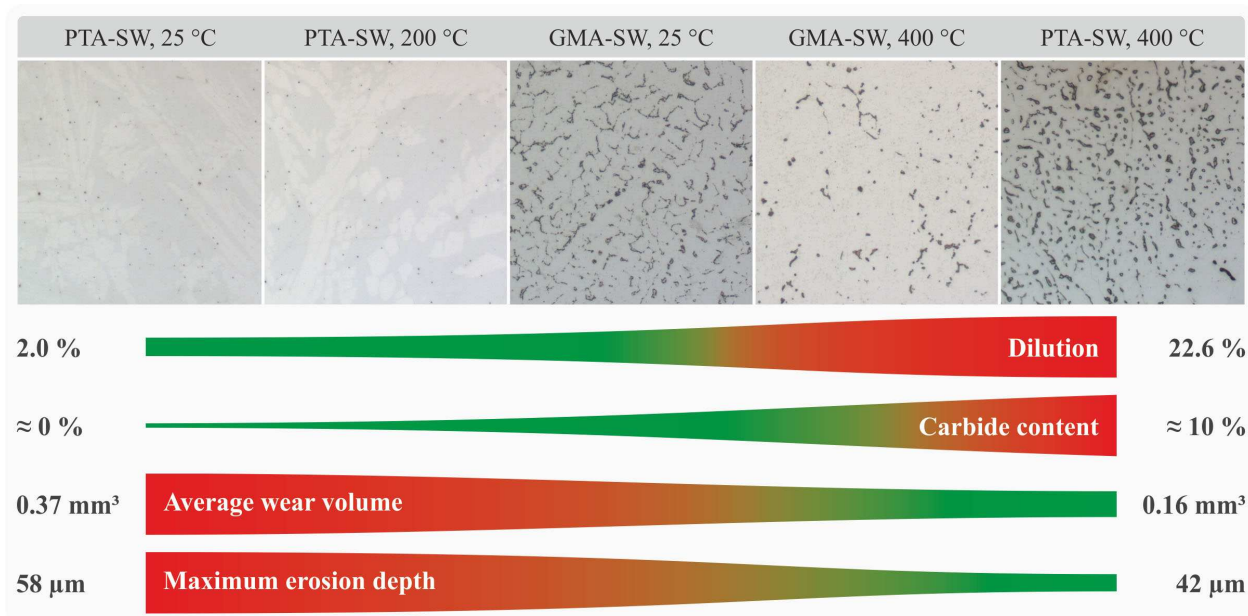 PTA-SW, 25 °C PTA-SW, 200 °C GMA-SW, 25 °C GMA-SW, 400 °C PTA-SW, 400 °C
2.0 % Dilution 22.6 %
≈ 0 % Carbide content ≈ 10 %
0.37 mm³ Average wear volume 0.16 mm³
58 µm Maximum erosion depth 42 µm